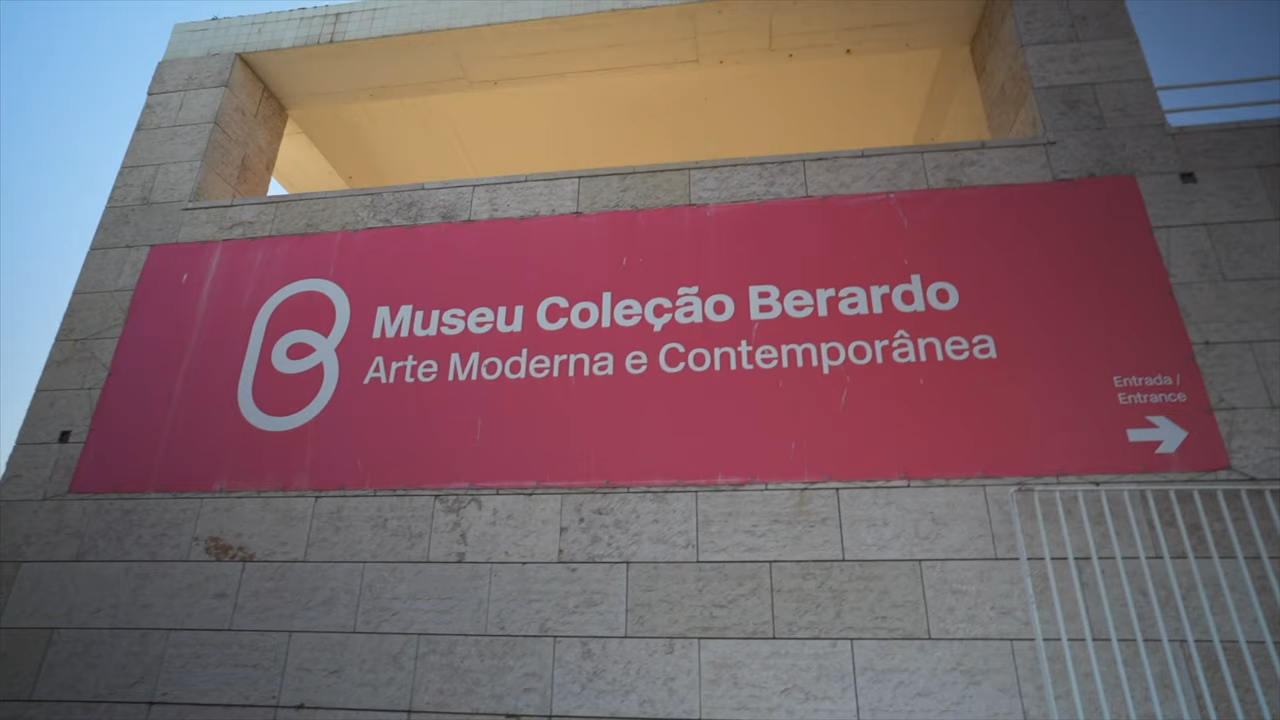 Museu Coleção Berardo
Arte Moderna e Contemporânea
Entrada /
Entrance